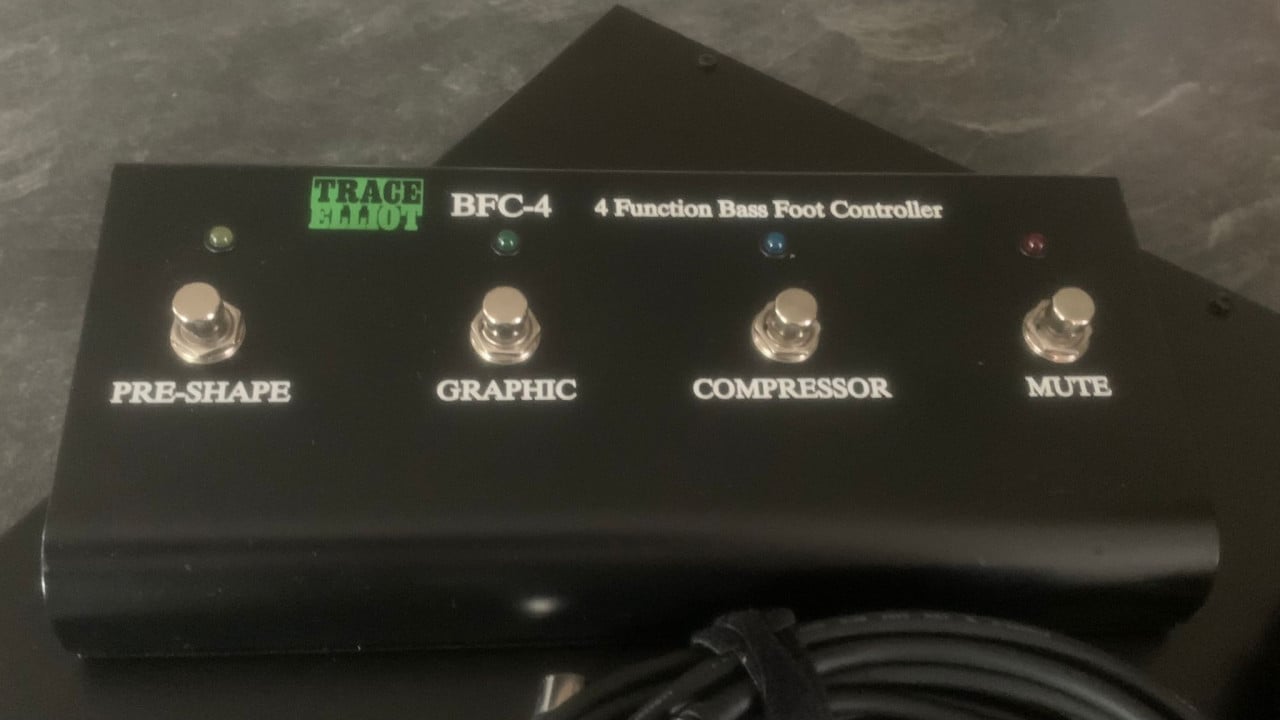 TRACE
ELLIOT
BFC-4 4 Function Bass Foot Controller
PRE-SHAPE GRAPHIC COMPRESSOR MUTE